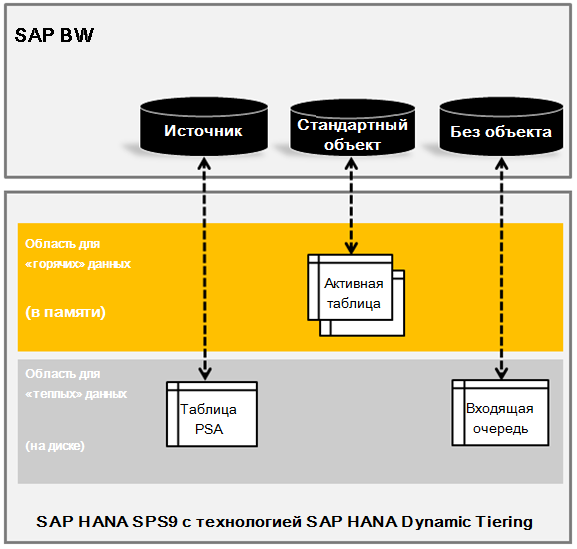 SAP BW
Источник
Стандартный
объект
Без объекта
Область для
«горячих» данных
(в памяти)
Активная
таблица
Область для
«теплых» данных
(на диске)
Таблица
PSA
Входящая
очередь
SAP HANA SPS9 с технологией SAP HANA Dynamic Tiering